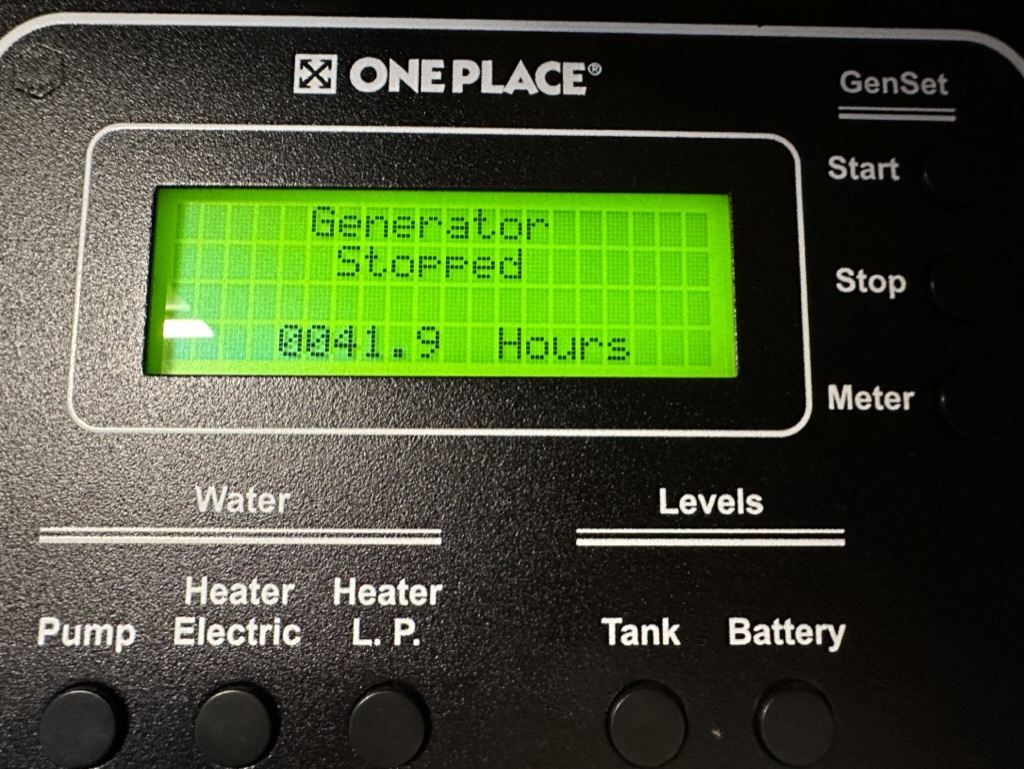 ONE PLACE®
GenSet
Start
Generator
Stopped
Stop
0041.9 Hours
Meter
Water
Levels
Heater Electric
Heater L. P.
Pump
Tank
Battery